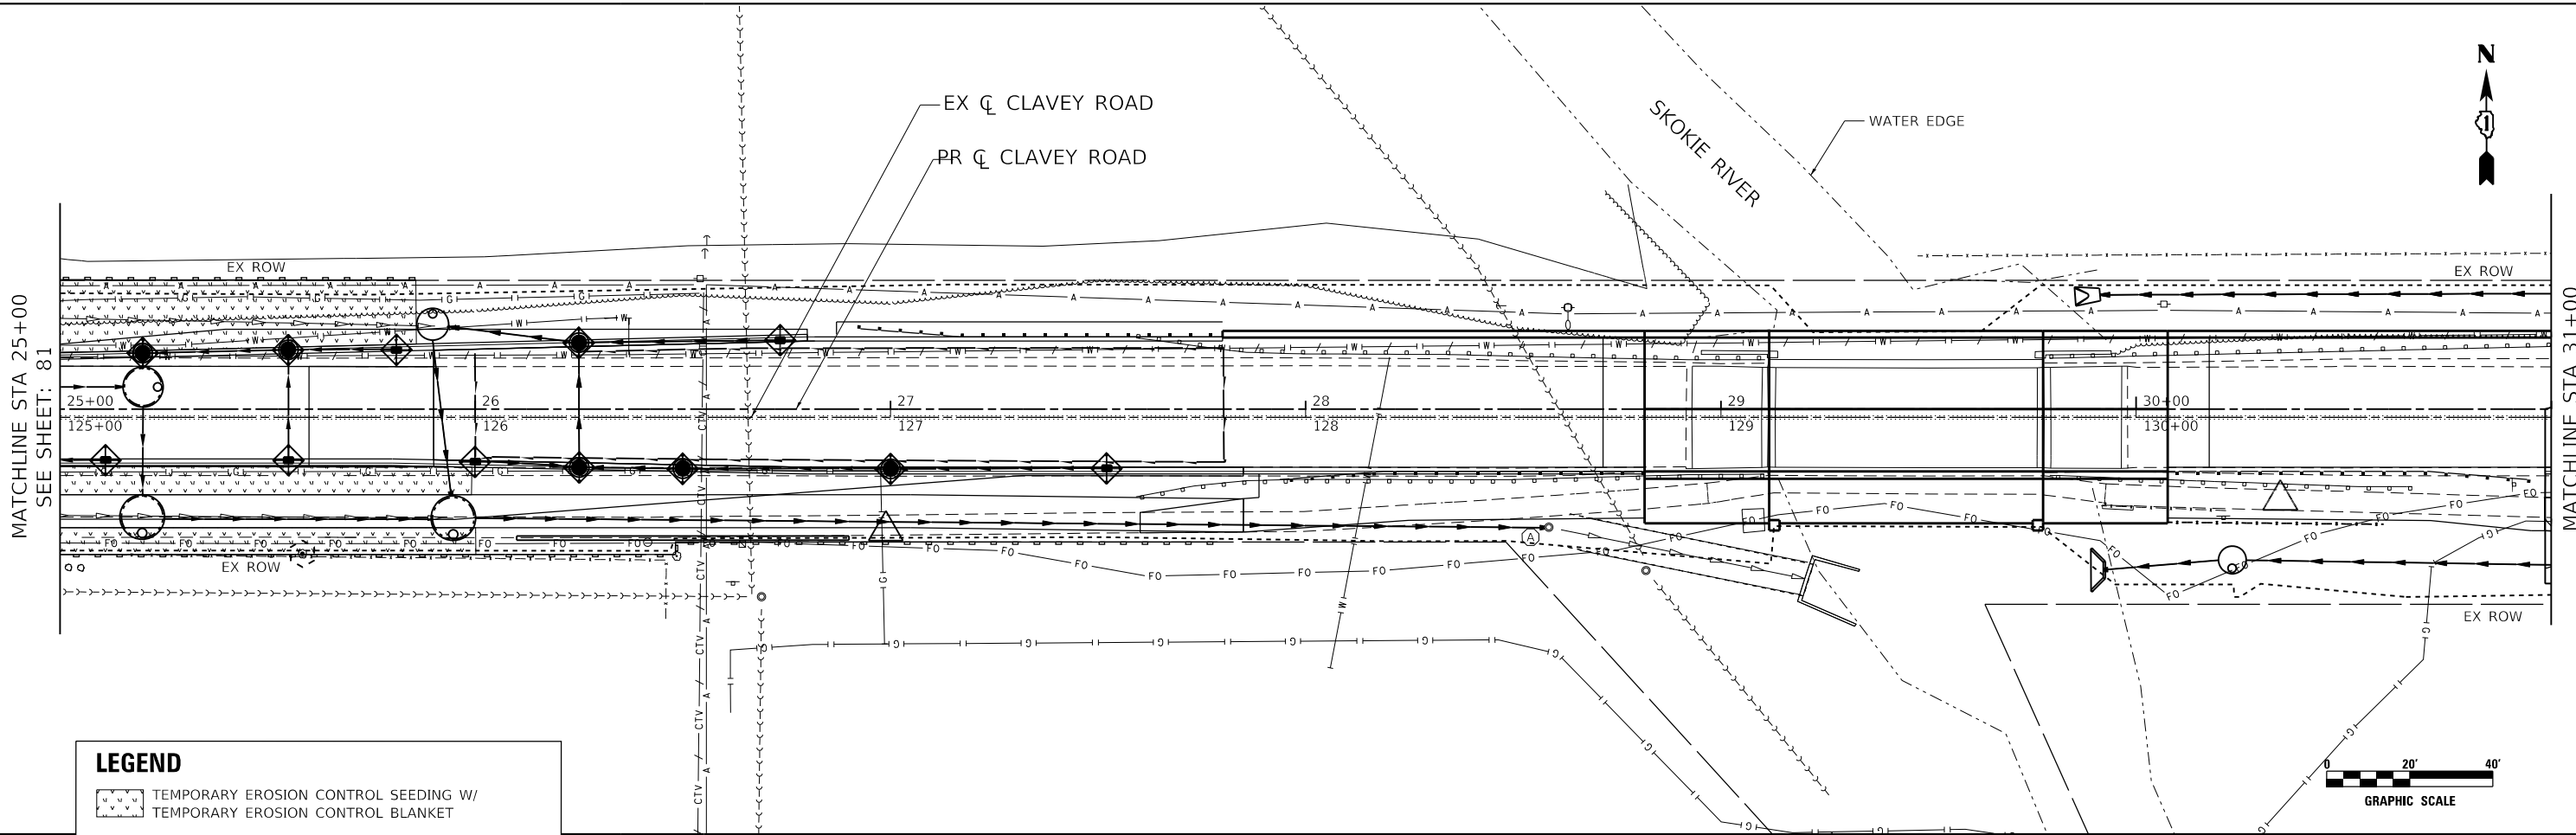 N
1
EX ℄ CLAVEY ROAD
PR ℄ CLAVEY ROAD
SKOKIE RIVER
WATER EDGE
EX ROW
EX ROW
MATCHLINE STA 25+00
SEE SHEET: 81
MATCHLINE STA 31+00
25+00
26
27
28
29
30+00
125+00
126
127
128
129
130+00
A
EX ROW
EX ROW
LEGEND
TEMPORARY EROSION CONTROL SEEDING W/
TEMPORARY EROSION CONTROL BLANKET
0 20' 40'
GRAPHIC SCALE